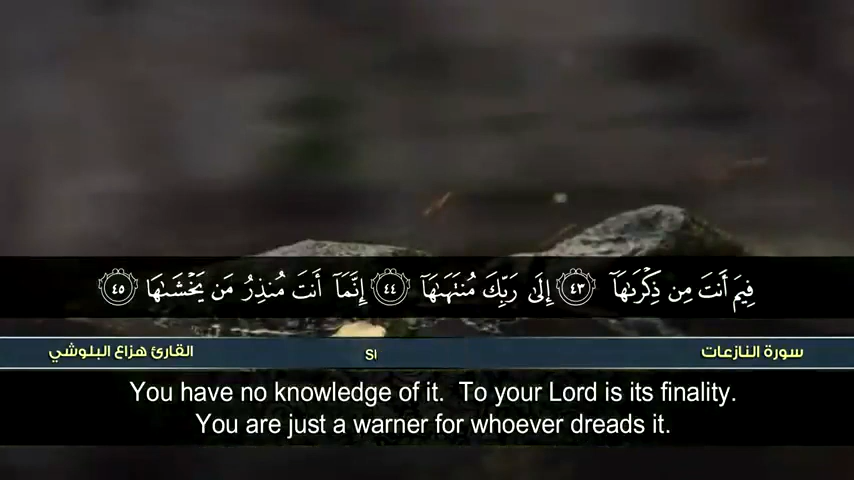 فِيمَ أَنتَ مِن ذِكْرَىٰهَآ ٤٣ إِلَىٰ رَبِّكَ مُنتَهَىٰهَآ ٤٤ إِنَّمَآ أَنتَ مُنذِرُ مَن يَخْشَىٰهَا ٤٥
سورة النازعات SI القارئ هزاع البلوشي
You have no knowledge of it. To your Lord is its finality.
You are just a warner for whoever dreads it.